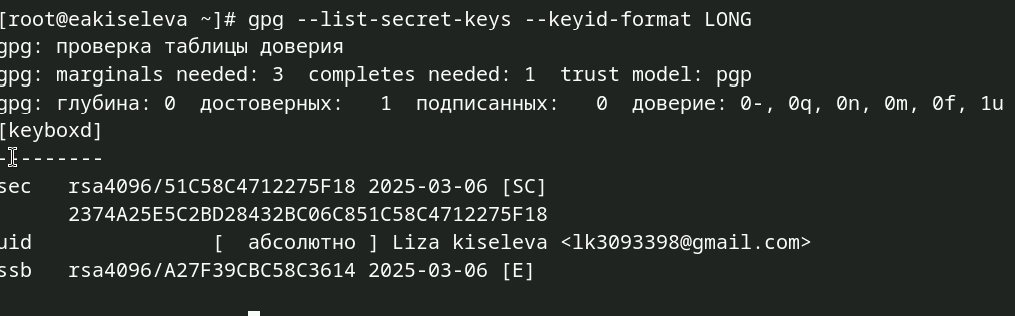 [root@eakiseleva ~]# gpg --list-secret-keys --keyid-format LONG
gpg: проверка таблицы доверия
gpg: marginals needed: 3  completes needed: 1  trust model: pgp
gpg: глубина: 0  достоверных:   1  подписанных:   0  доверие: 0-, 0q, 0n, 0m, 0f, 1u
[keyboxd]
---------
sec   rsa4096/51C58C4712275F18 2025-03-06 [SC]
      2374A25E5C2BD28432BC06C851C58C4712275F18
uid               [  абсолютно ] Liza kiseleva <lk3093398@gmail.com>
ssb   rsa4096/A27F39CBC58C3614 2025-03-06 [E]